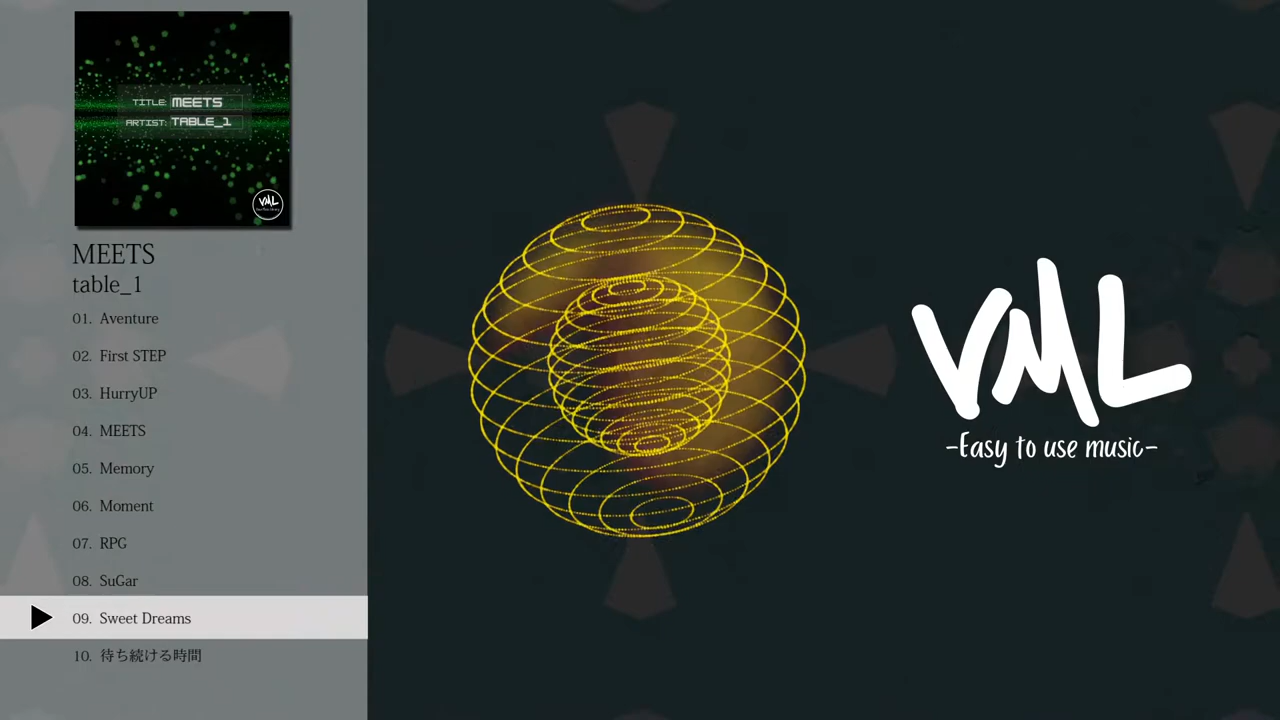 TITLE: MEETS
ARTIST: TABLE_1
VML
MEETS
table_1
01. Aventure
02. First STEP
03. HurryUP
04. MEETS
05. Memory
06. Moment
07. RPG
08. SuGar
09. Sweet Dreams
10. 待ち続ける時間
VML
-Easy to use music-